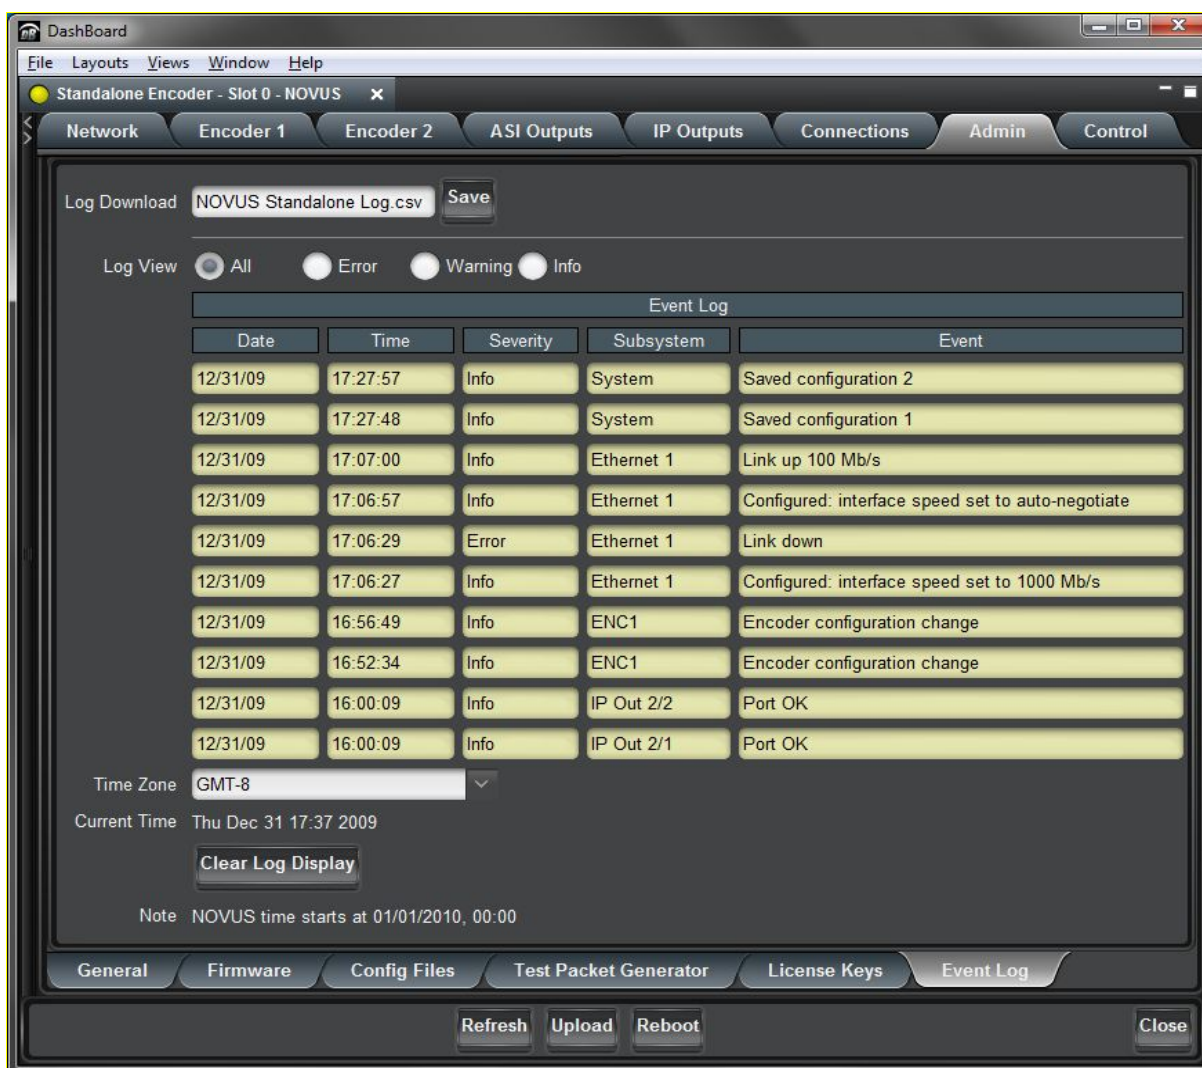 DashBoard
File Layouts Views Window Help
Standalone Encoder - Slot 0 - NOVUS
Network Encoder 1 Encoder 2 ASI Outputs IP Outputs Connections Admin Control
Log Download NOVUS Standalone Log.csv Save
Log View All Error Warning Info
Event Log
Date Time Severity Subsystem Event
12/31/09 17:27:57 Info System Saved configuration 2
12/31/09 17:27:48 Info System Saved configuration 1
12/31/09 17:07:00 Info Ethernet 1 Link up 100 Mb/s
12/31/09 17:06:57 Info Ethernet 1 Configured: interface speed set to auto-negotiate
12/31/09 17:06:29 Error Ethernet 1 Link down
12/31/09 17:06:27 Info Ethernet 1 Configured: interface speed set to 1000 Mb/s
12/31/09 16:56:49 Info ENC1 Encoder configuration change
12/31/09 16:52:34 Info ENC1 Encoder configuration change
12/31/09 16:00:09 Info IP Out 2/2 Port OK
12/31/09 16:00:09 Info IP Out 2/1 Port OK
Time Zone GMT-8
Current Time Thu Dec 31 17:37 2009
Clear Log Display
Note NOVUS time starts at 01/01/2010, 00:00
General Firmware Config Files Test Packet Generator License Keys Event Log
Refresh Upload Reboot Close